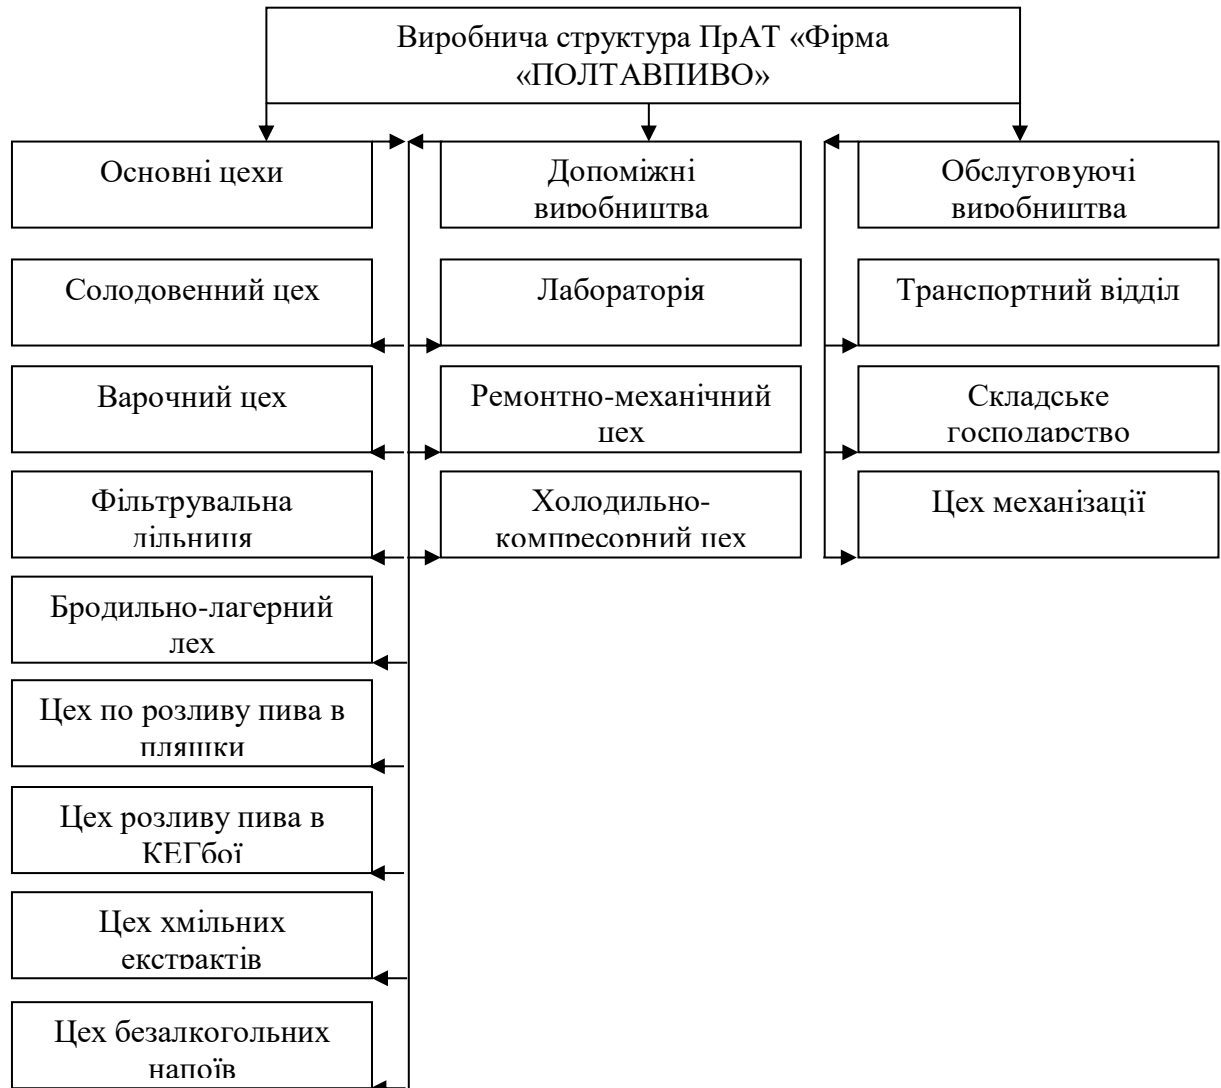 Виробнича структура ПрАТ «Фірма
«ПОЛТАВПИВО»
Основні цехи
Допоміжні
виробництва
Обслуговуючі
виробництва
Солодовенний цех
Лабораторія
Транспортний відділ
Варочний цех
Ремонтно-механічний
цех
Складське
господарство
Фільтрувальна
дільниця
Холодильно-
компресорний цех
Цех механізації
Бродильно-лагерний
лех
Цех по розливу пива в
пляшки
Цех розливу пива в
КЕГбої
Цех хмільних
екстрактів
Цех безалкогольних
напоїв